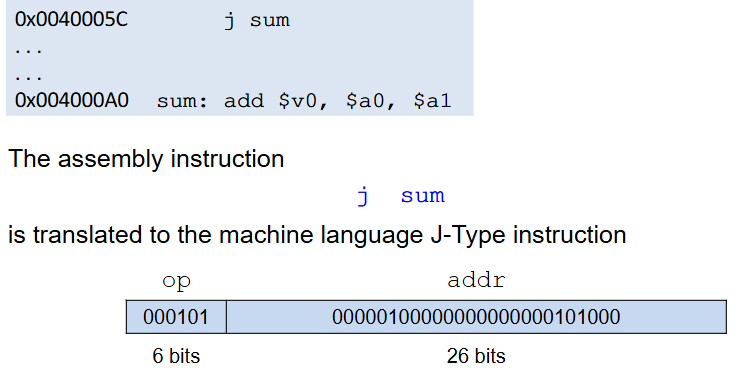 0x0040005C j sum
...
...
0x004000A0 sum: add $v0, $a0, $a1
The assembly instruction
j sum
is translated to the machine language J-Type instruction
op addr
000101 00000100000000000000101000
6 bits 26 bits